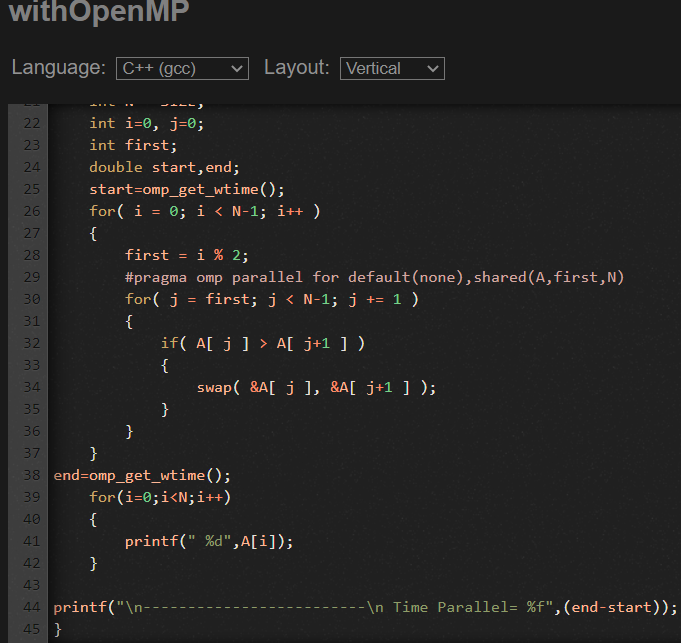 withOpenMP
Language: C++ (gcc) Layout: Vertical
22 int i=0, j=0;
23 int first;
24 double start,end;
25 start=omp_get_wtime();
26 for( i = 0; i < N-1; i++ )
27 {
28 first = i % 2;
29 #pragma omp parallel for default(none),shared(A,first,N)
30 for( j = first; j < N-1; j += 1 )
31 {
32 if( A[ j ] > A[ j+1 ] )
33 {
34 swap( &A[ j ], &A[ j+1 ] );
35 }
36 }
37 }
38 end=omp_get_wtime();
39 for(i=0;i<N;i++)
40 {
41 printf(" %d",A[i]);
42 }
43
44 printf("\n-------------------------\n Time Parallel= %f",(end-start));
45 }